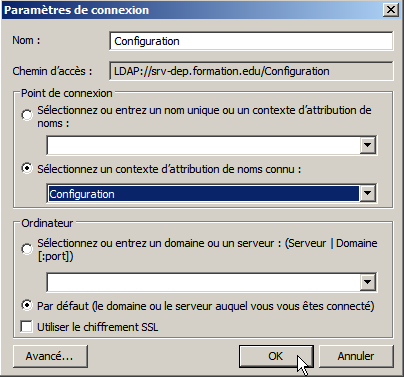 Paramètres de connexion
Nom :
Configuration
Chemin d'accès :
LDAP://srv-dep.formation.edu/Configuration
Point de connexion
Sélectionnez ou entrez un nom unique ou un contexte d'attribution de
noms :
Sélectionnez un contexte d'attribution de noms connu :
Configuration
Ordinateur
Sélectionnez ou entrez un domaine ou un serveur : (Serveur | Domaine
[:port])
Par défaut (le domaine ou le serveur auquel vous vous êtes connecté)
Utiliser le chiffrement SSL
Avancé...
OK
Annuler